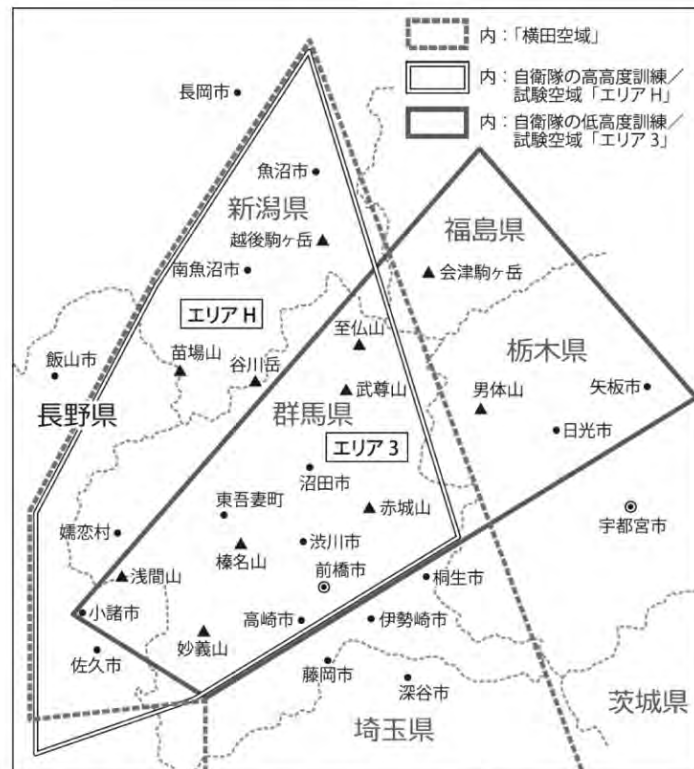 内：「横田空域」
内：自衛隊の高高度訓練／
試験空域「エリアH」
内：自衛隊の低高度訓練／
試験空域「エリア3」
長岡市
魚沼市
新潟県
越後駒ヶ岳
南魚沼市
福島県
会津駒ヶ岳
エリアH
至仏山
苗場山
谷川岳
飯山市
栃木県
武尊山
男体山
矢板市
長野県
群馬県
日光市
エリア3
沼田市
東吾妻町
赤城山
宇都宮市
嬬恋村
榛名山
渋川市
浅間山
前橋市
桐生市
小諸市
高崎市
伊勢崎市
妙義山
佐久市
藤岡市
深谷市
茨城県
埼玉県